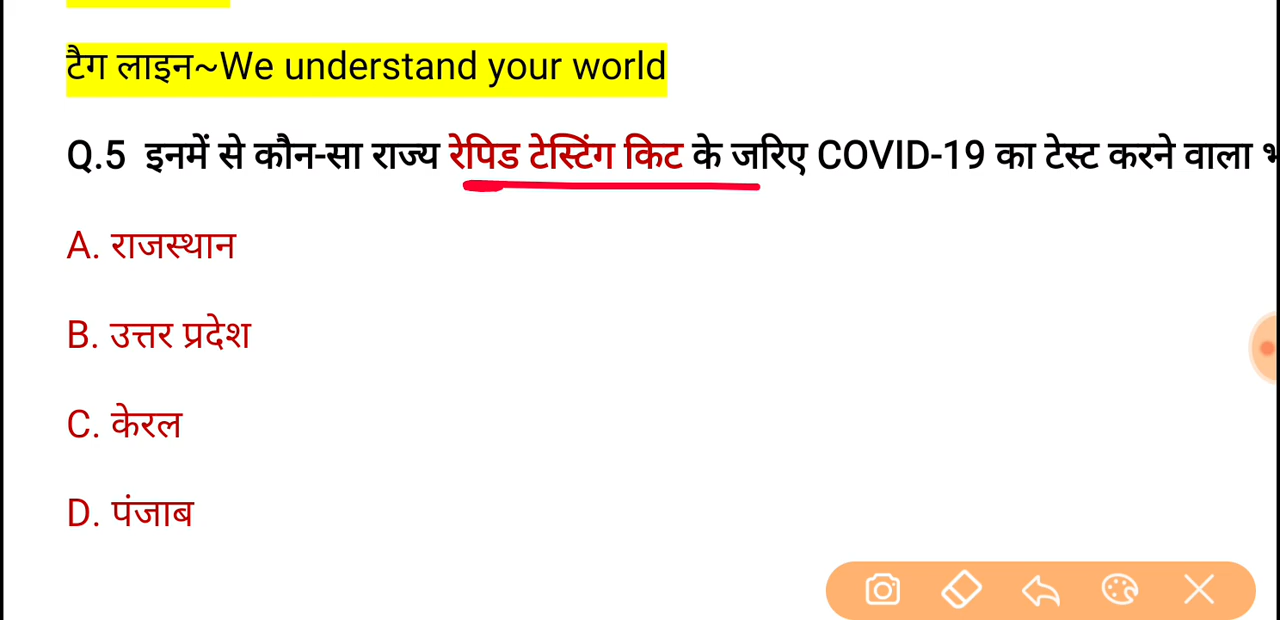 टैग लाइन~We understand your world
Q.5 इनमें से कौन-सा राज्य रेपिड टेस्टिंग किट के जरिए COVID-19 का टेस्ट करने वाला
A. राजस्थान
B. उत्तर प्रदेश
C. केरल
D. पंजाब